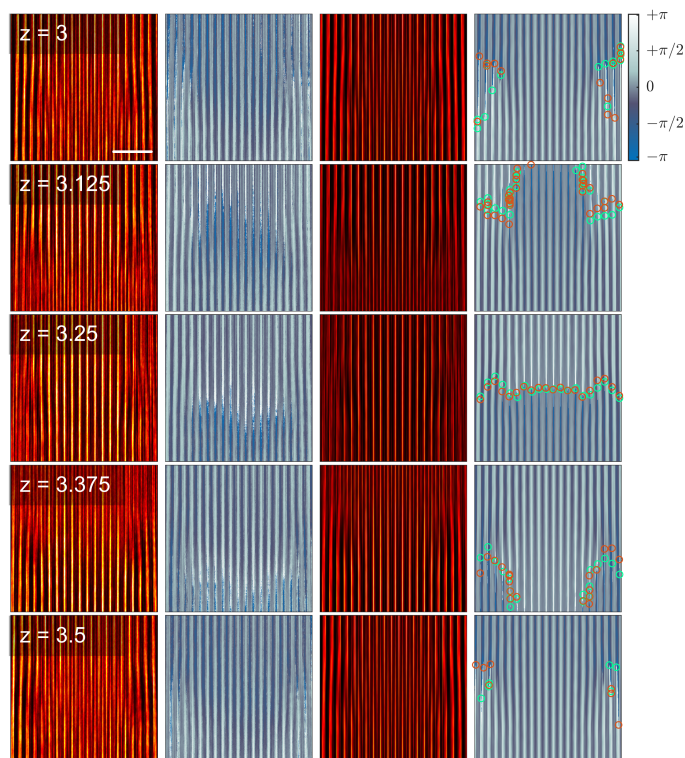 z = 3
+π
+π/2
0
−π/2
−π
z = 3.125
z = 3.25
z = 3.375
z = 3.5